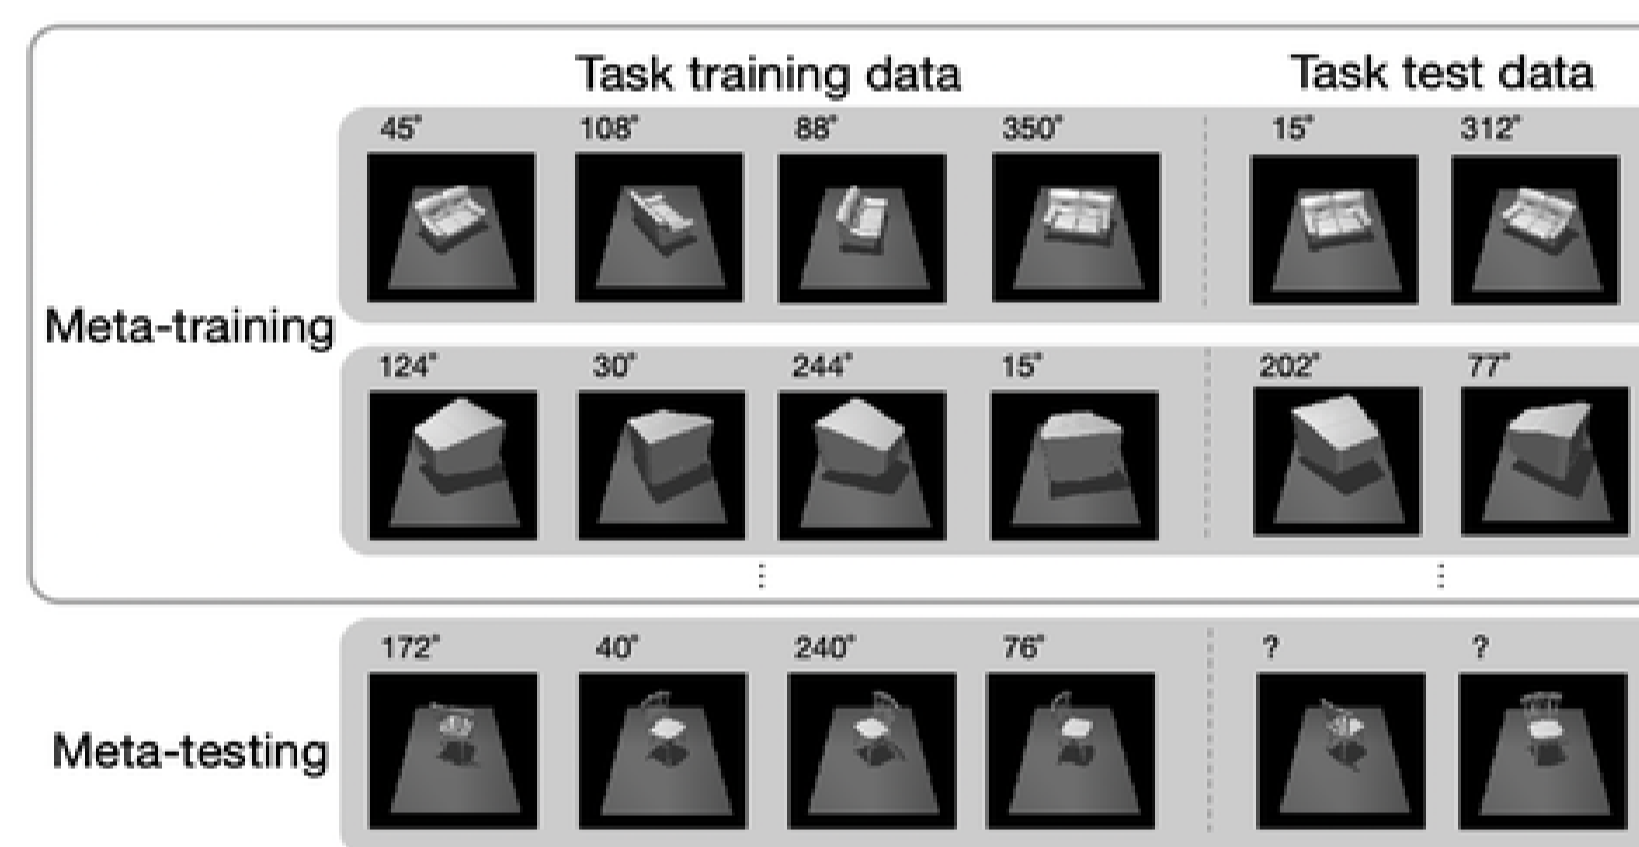 Task training data Task test data
45° 108° 88° 350° 15° 312°
Meta-training
124° 30° 244° 15° 202° 77°
172° 40° 240° 76° ? ?
Meta-testing